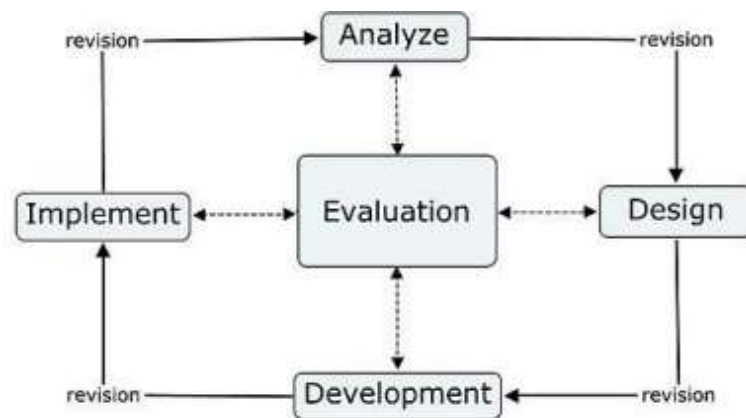 Analyze
revision
revision
Implement
Evaluation
Design
revision
Development
revision